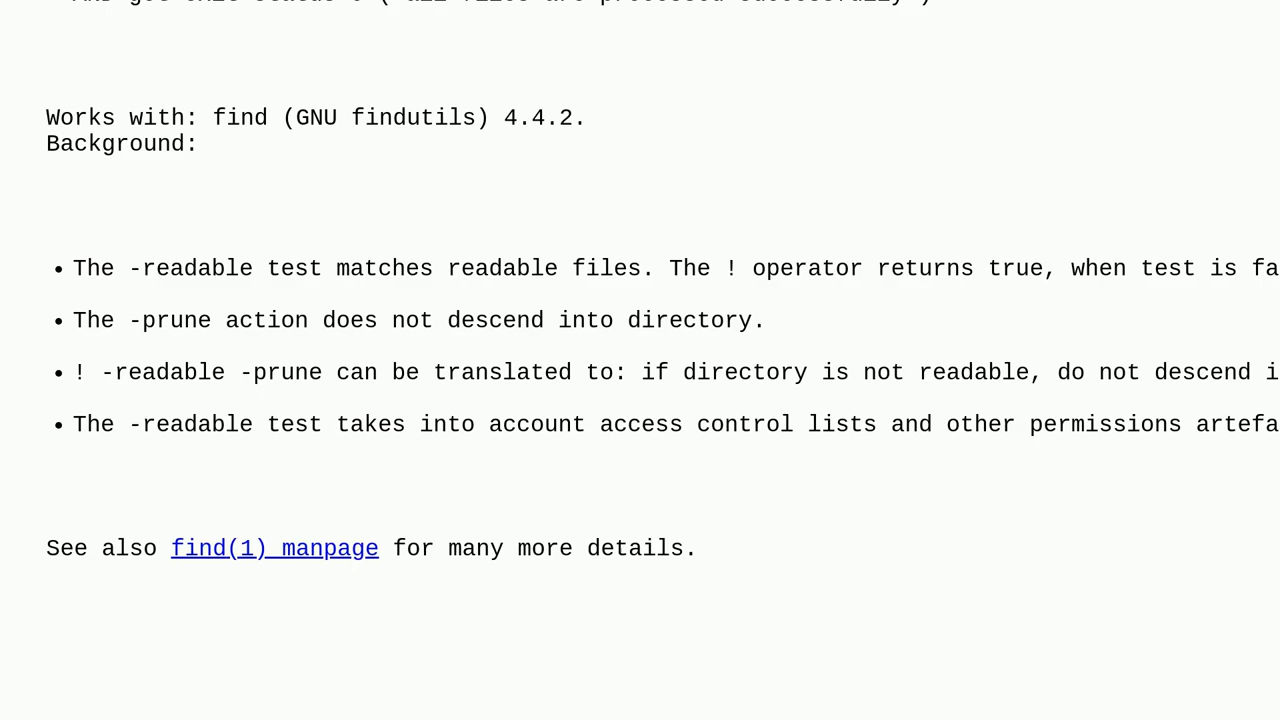 Works with: find (GNU findutils) 4.4.2.
Background:
• The -readable test matches readable files. The ! operator returns true, when test is fa
• The -prune action does not descend into directory.
• ! -readable -prune can be translated to: if directory is not readable, do not descend i
• The -readable test takes into account access control lists and other permissions artefa
See also find(1) manpage for many more details.